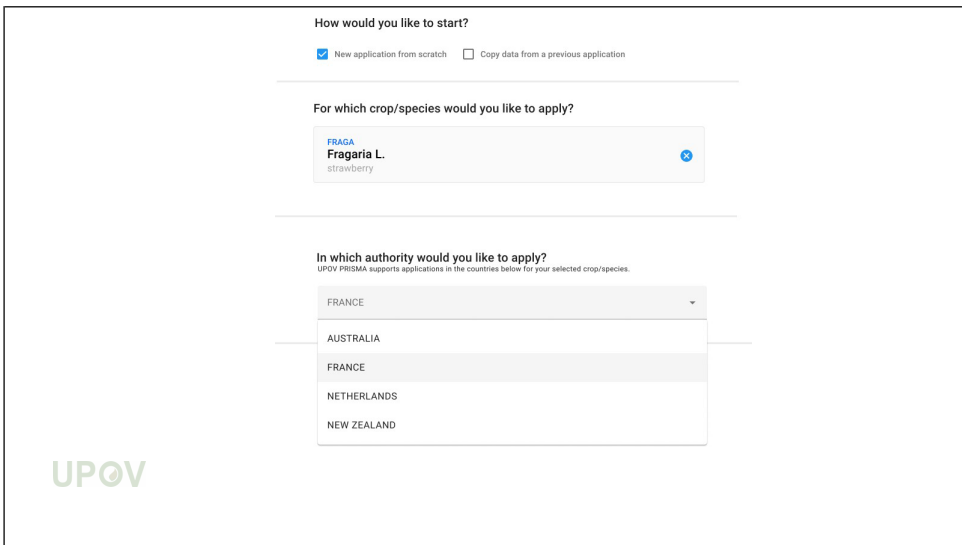 How would you like to start?
New application from scratch Copy data from a previous application
For which crop/species would you like to apply?
FRAGA
Fragaria L.
strawberry
In which authority would you like to apply?
UPOV PRISMA supports applications in the countries below for your selected crop/species.
FRANCE
AUSTRALIA
FRANCE
NETHERLANDS
NEW ZEALAND
UPOV